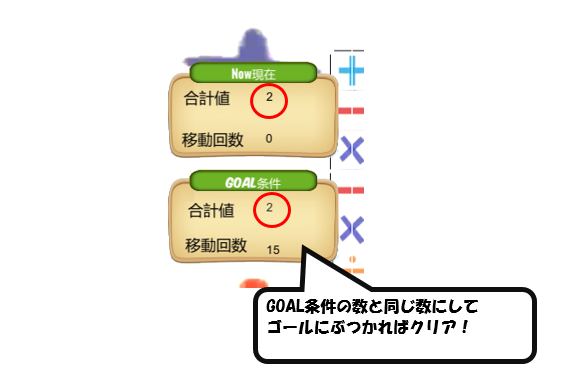 Now現在
合計値 2
移動回数 0
GOAL条件
合計値 2
移動回数 15
GOAL条件の数と同じ数にして
ゴールにぶつかればクリア！